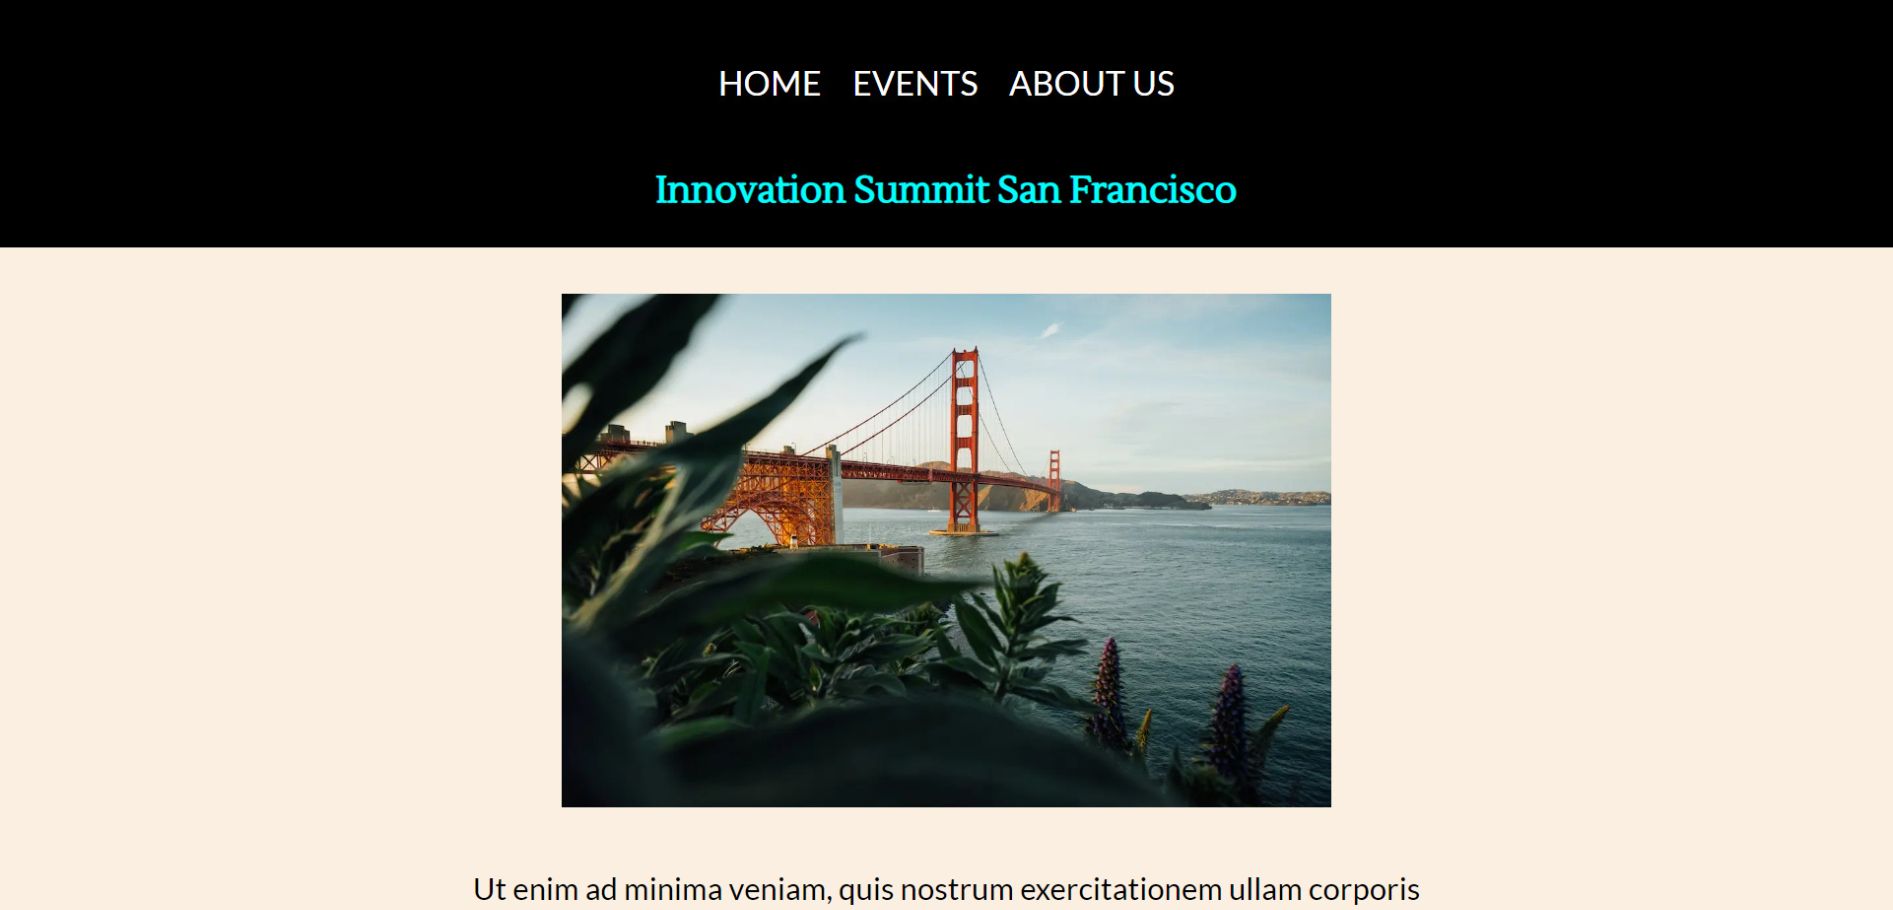 HOME EVENTS ABOUT US
Innovation Summit San Francisco
Ut enim ad minima veniam, quis nostrum exercitationem ullam corporis